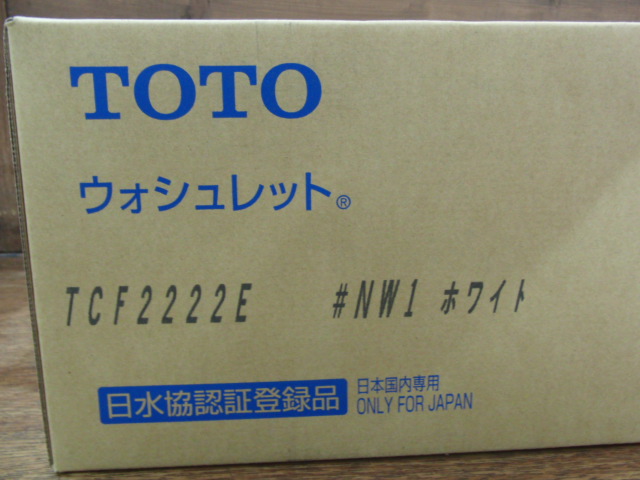 TOTO
ウォシュレット®
TCF2222E #NW1 ホワイト
日水協認証登録品 日本国内専用
ONLY FOR JAPAN